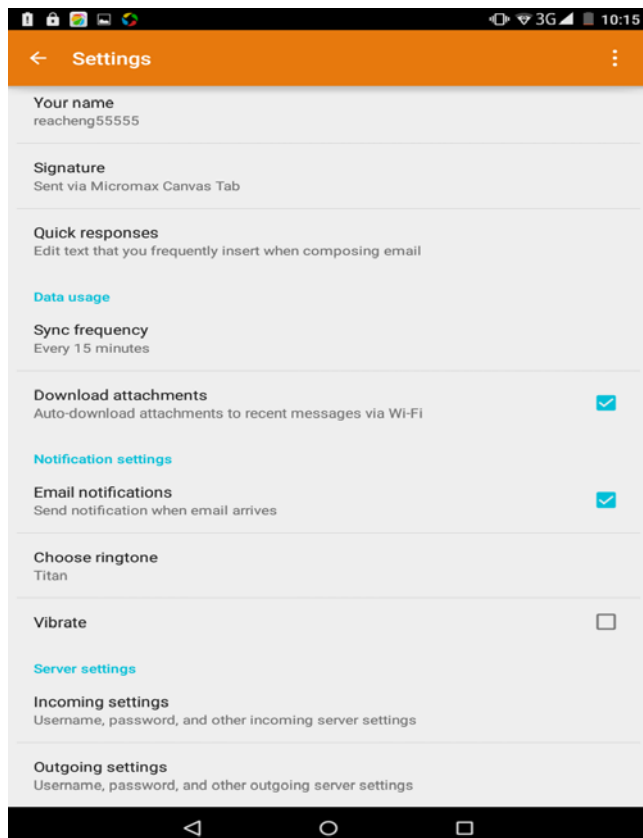 3G 10:15
Settings
Your name
reacheng55555
Signature
Sent via Micromax Canvas Tab
Quick responses
Edit text that you frequently insert when composing email
Data usage
Sync frequency
Every 15 minutes
Download attachments
Auto-download attachments to recent messages via Wi-Fi
Notification settings
Email notifications
Send notification when email arrives
Choose ringtone
Titan
Vibrate
Server settings
Incoming settings
Username, password, and other incoming server settings
Outgoing settings
Username, password, and other outgoing server settings